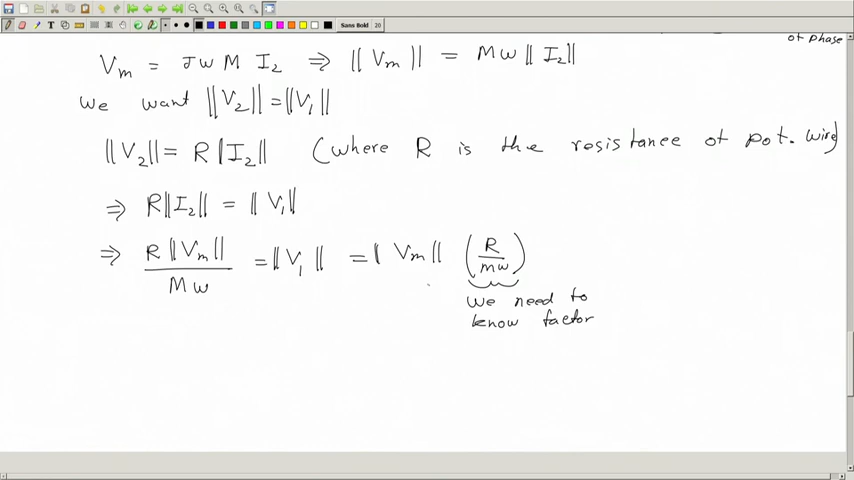 Sans Bold 20
of phase
Vm = Jω M I2 ⇒ ||Vm|| = Mω ||I2||
We want ||V2|| = ||V1||
||V2|| = R||I2|| (where R is the resistance of pot. wire)
⇒ R||I2|| = ||V1||
⇒ R||Vm|| / Mω = ||V1|| = ||Vm|| (R / mω)
We need to
know factor